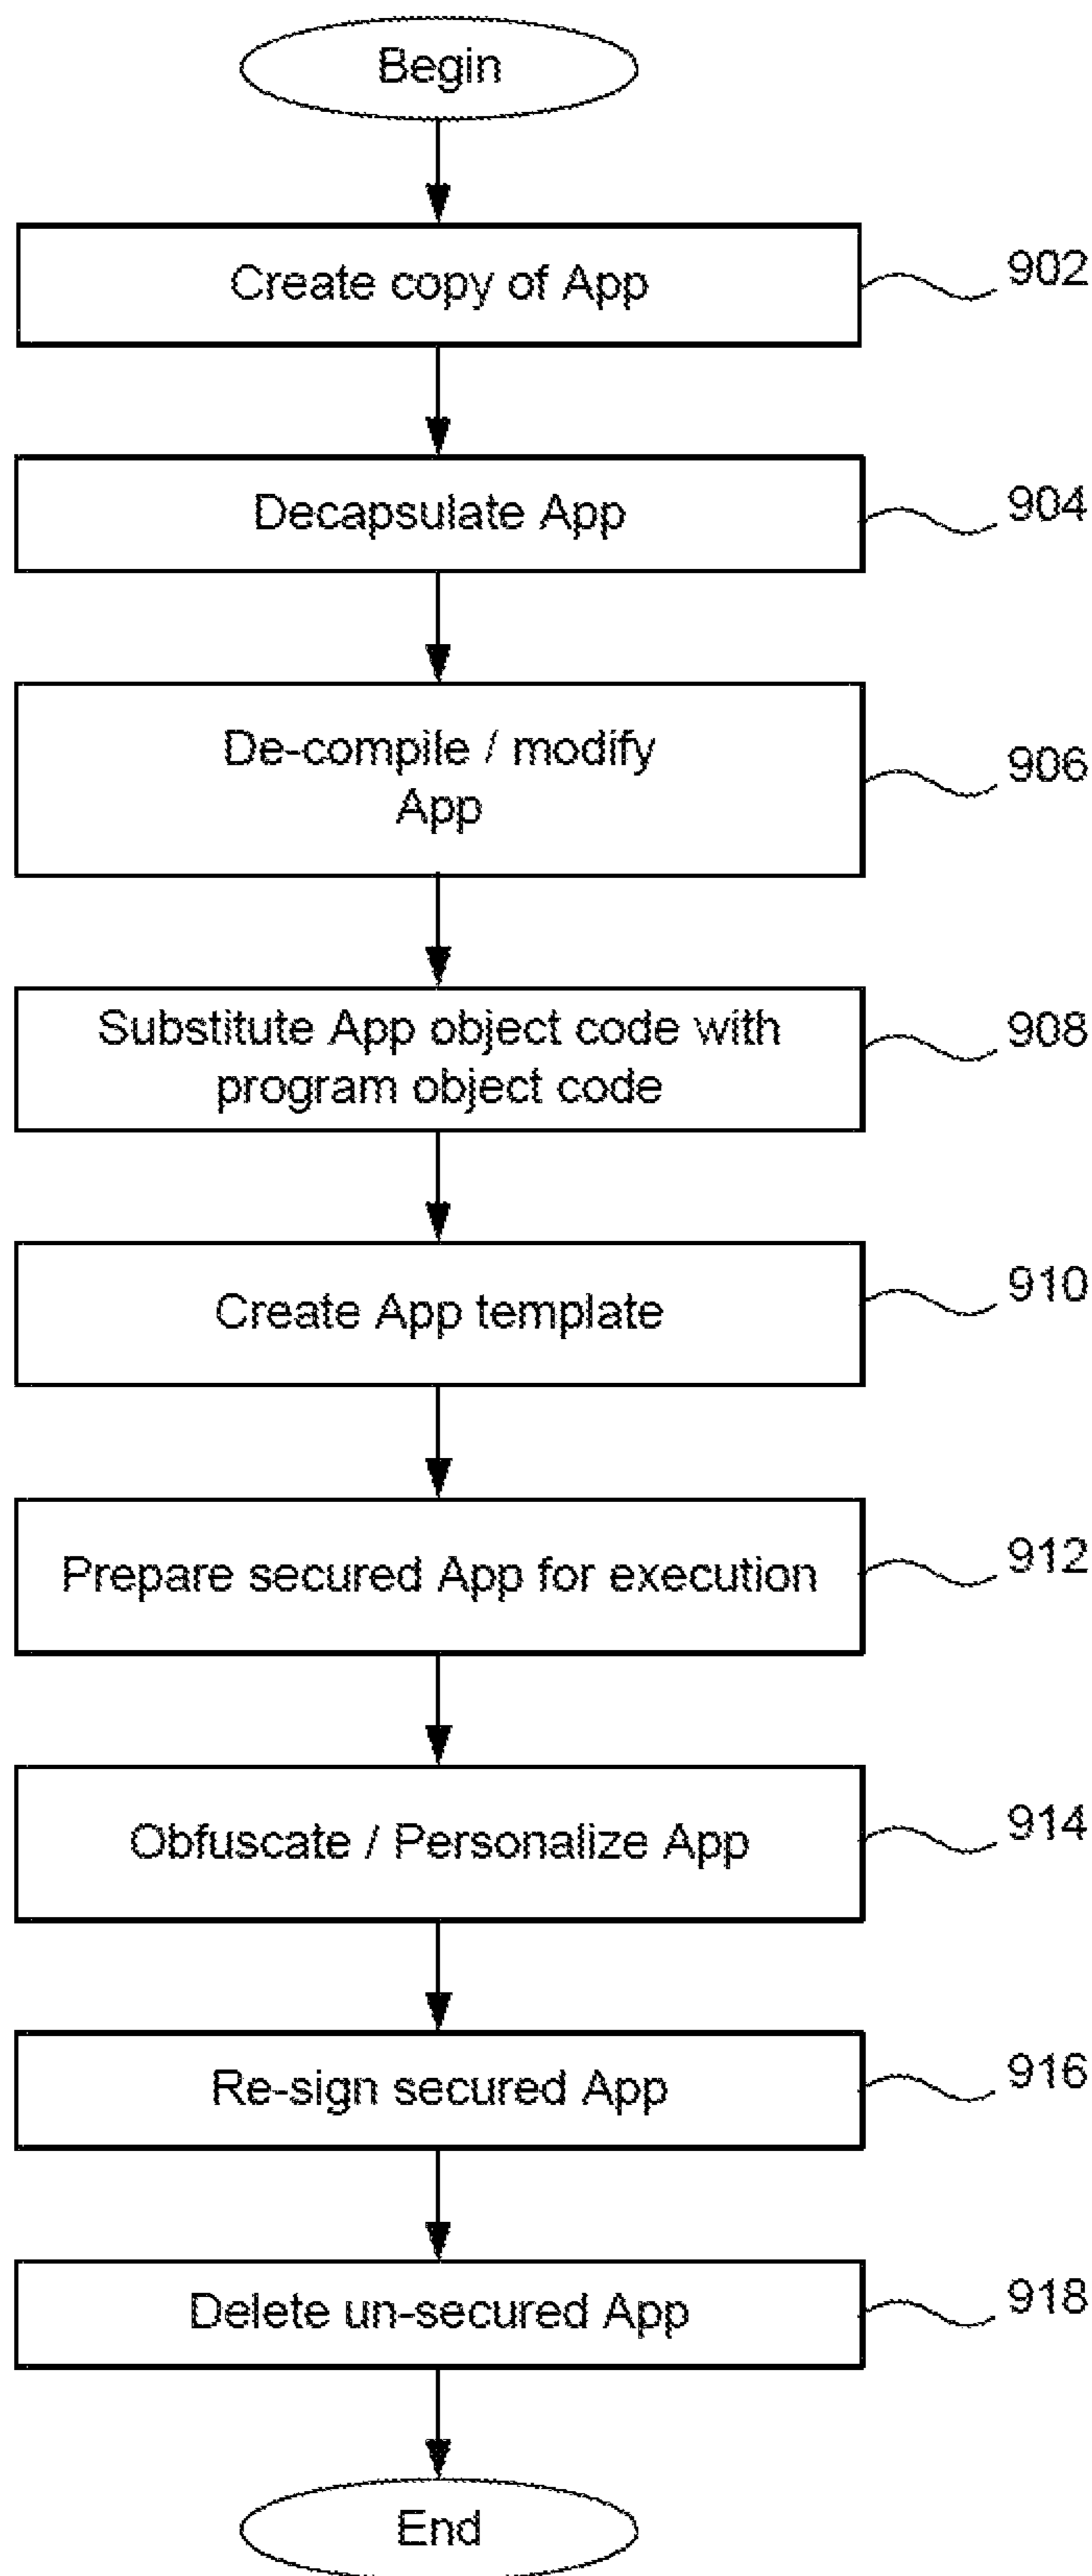 Begin
Create copy of App
902
Decapsulate App
904
De-compile / modify
App
906
Substitute App object code with
program object code
908
Create App template
910
Prepare secured App for execution
912
Obfuscate / Personalize App
914
Re-sign secured App
916
Delete un-secured App
918
End